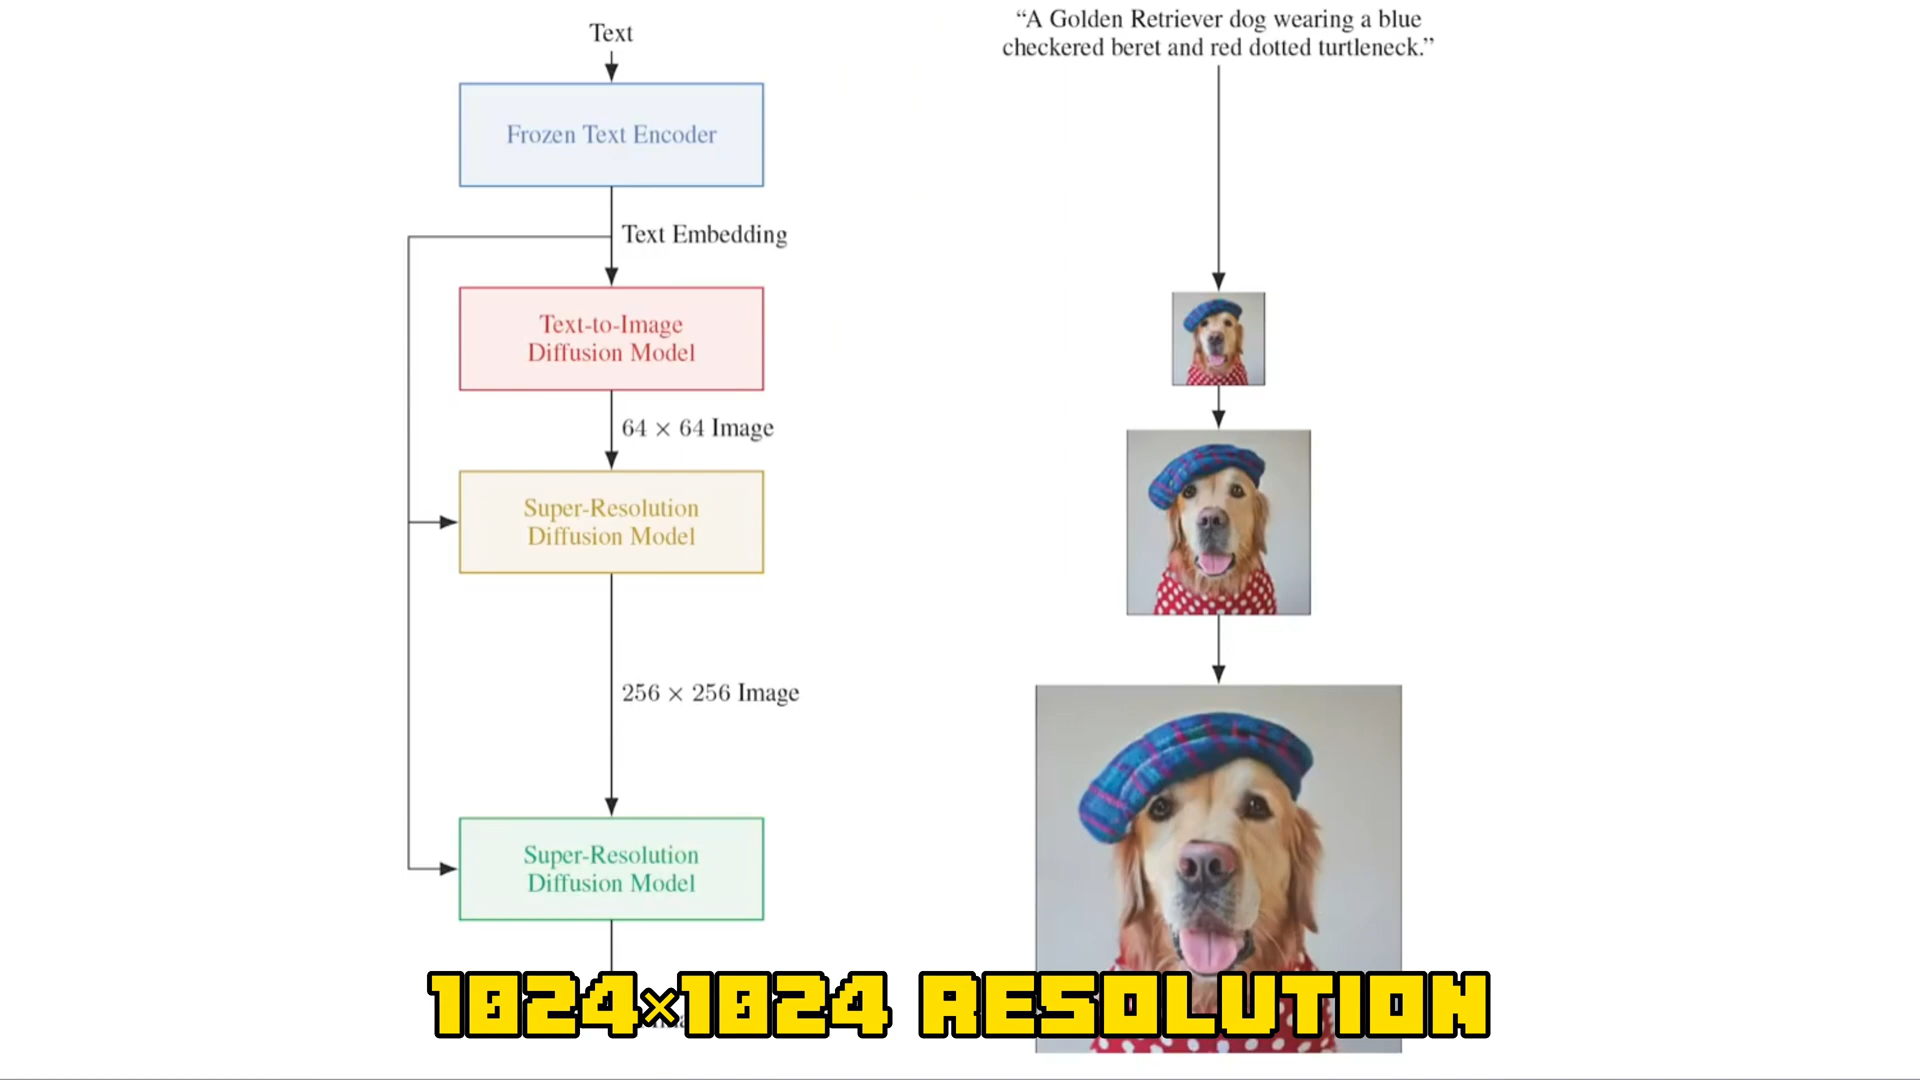 Text
Frozen Text Encoder
Text Embedding
Text-to-Image
Diffusion Model
64 × 64 Image
Super-Resolution
Diffusion Model
256 × 256 Image
Super-Resolution
Diffusion Model
“A Golden Retriever dog wearing a blue
checkered beret and red dotted turtleneck.”
1024×1024 RESOLUTION